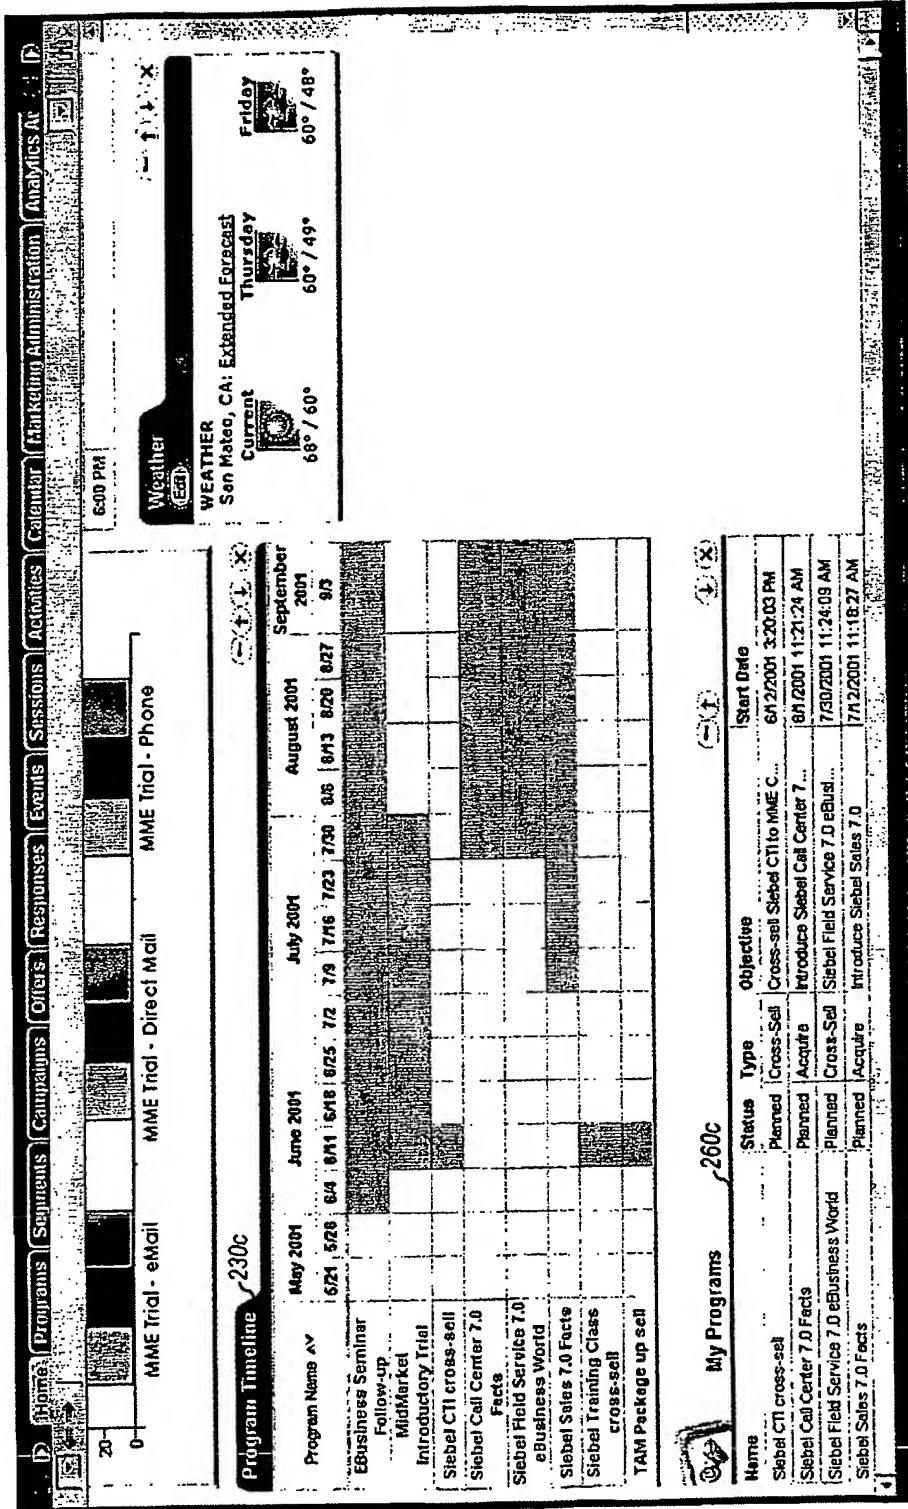 Home Programs Segments Campaigns Offers Responses Events Sessions Activities Calendar Marketing Administration Analytics Ar
20
0
MME Trial - eMail MME Trial - Direct Mail MME Trial - Phone
6:00 PM
Weather
Edit
WEATHER
San Mateo, CA: Extended Forecast
Current Thursday Friday
68° / 60° 60° / 49° 60° / 48°
Program Timeline 230c
Program Name May 2001 June 2001 July 2001 August 2001 September 2001
5/21 5/28 6/4 6/11 6/18 6/25 7/2 7/9 7/16 7/23 7/30 8/6 8/13 8/20 8/27 9/3
EBusiness Seminar
Follow-up
MidMarket
Introductory Trial
Siebel CTI cross-sell
Siebel Call Center 7.0
Facts
Siebel Field Service 7.0
eBusiness World
Siebel Sales 7.0 Facts
Siebel Training Class
cross-sell
TAM Package up sell
My Programs 260c
Name Status Type Objective Start Date
Siebel CTI cross-sell Planned Cross-Sell Cross-sell Siebel CTI to MME C... 6/12/2001 3:20:03 PM
Siebel Call Center 7.0 Facts Planned Acquire Introduce Siebel Call Center 7... 8/1/2001 11:21:24 AM
Siebel Field Service 7.0 eBusiness World Planned Cross-Sell Siebel Field Service 7.0 eBusi... 7/30/2001 11:24:09 AM
Siebel Sales 7.0 Facts Planned Acquire Introduce Siebel Sales 7.0 7/12/2001 11:18:27 AM